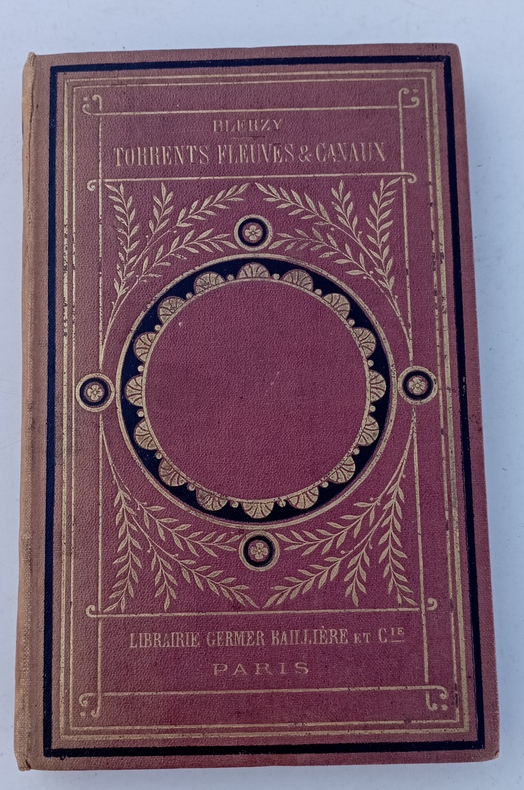 BLERZY
TORRENTS FLEUVES & CANAUX
LIBRAIRIE GERMER BAILLIÈRE ET CIE
PARIS